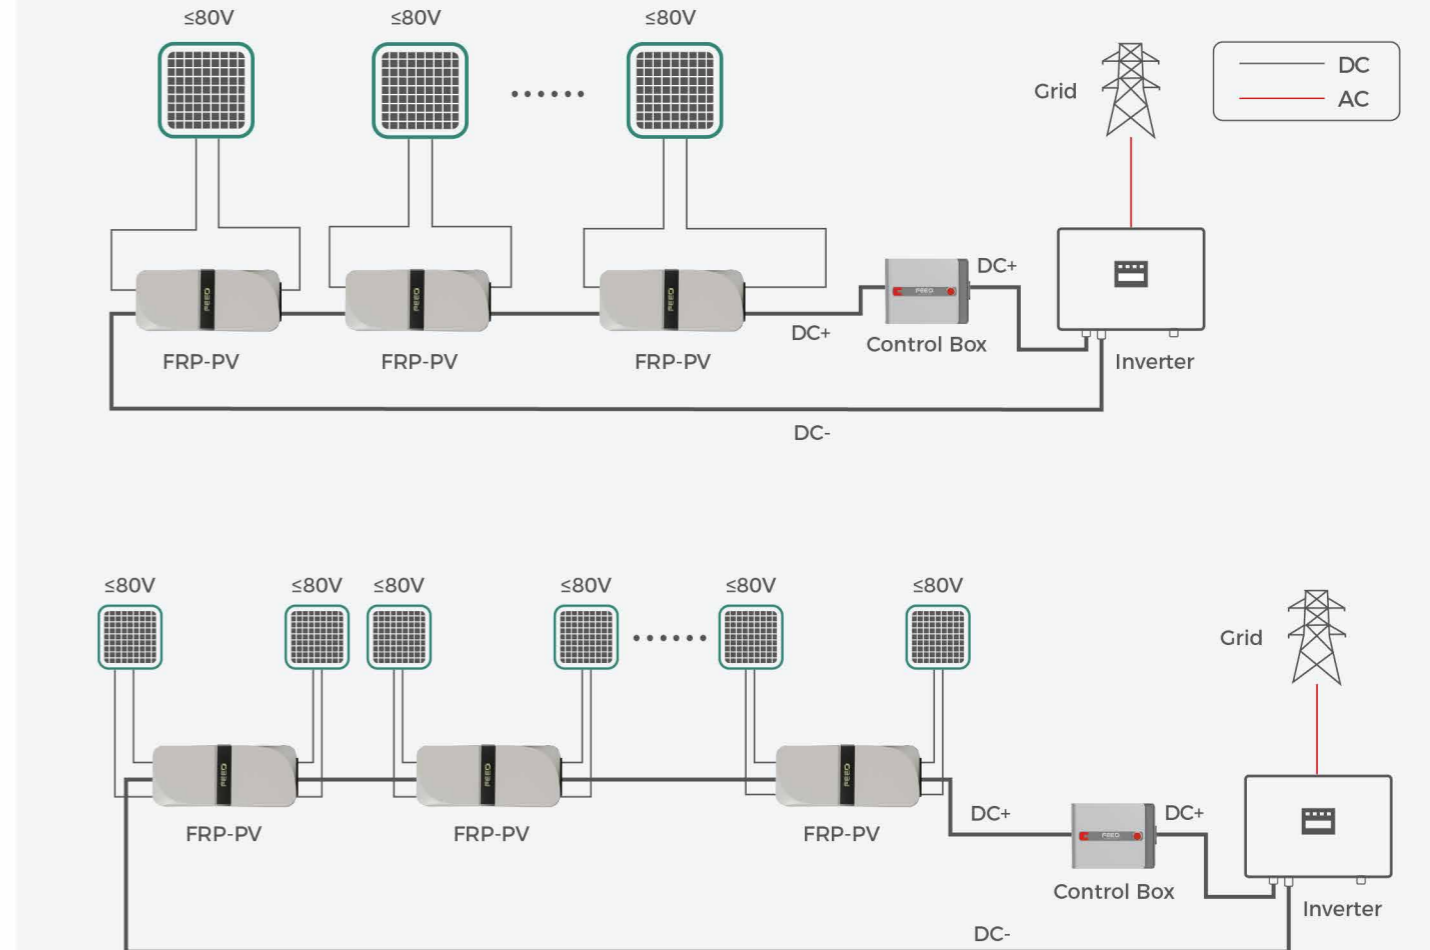 ≤80V ≤80V ≤80V
Grid
DC
AC
DC+
DC+
FRP-PV FRP-PV FRP-PV
Control Box
Inverter
DC-
≤80V ≤80V ≤80V ≤80V ≤80V ≤80V
Grid
DC+
DC+
FRP-PV FRP-PV FRP-PV
Control Box
Inverter
DC-